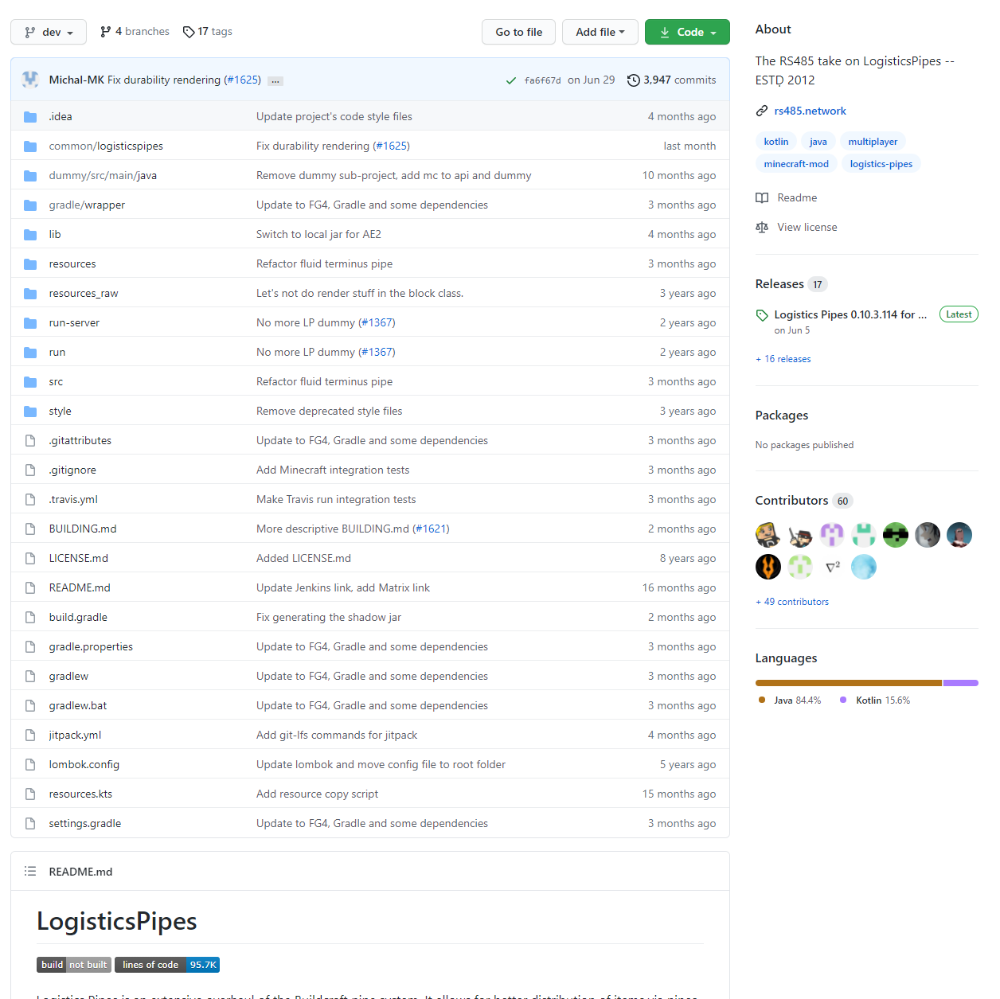 dev
4 branches
17 tags
Go to file
Add file
Code
Michal-MK Fix durability rendering (#1625) ...
fa6f67d on Jun 29 3,947 commits
.idea Update project's code style files 4 months ago
common/logisticspipes Fix durability rendering (#1625) last month
dummy/src/main/java Remove dummy sub-project, add mc to api and dummy 10 months ago
gradle/wrapper Update to FG4, Gradle and some dependencies 3 months ago
lib Switch to local jar for AE2 4 months ago
resources Refactor fluid terminus pipe 3 months ago
resources_raw Let's not do render stuff in the block class. 3 years ago
run-server No more LP dummy (#1367) 2 years ago
run No more LP dummy (#1367) 2 years ago
src Refactor fluid terminus pipe 3 months ago
style Remove deprecated style files 3 years ago
.gitattributes Update to FG4, Gradle and some dependencies 3 months ago
.gitignore Add Minecraft integration tests 3 months ago
.travis.yml Make Travis run integration tests 3 months ago
BUILDING.md More descriptive BUILDING.md (#1621) 2 months ago
LICENSE.md Added LICENSE.md 8 years ago
README.md Update Jenkins link, add Matrix link 16 months ago
build.gradle Fix generating the shadow jar 2 months ago
gradle.properties Update to FG4, Gradle and some dependencies 3 months ago
gradlew Update to FG4, Gradle and some dependencies 3 months ago
gradlew.bat Update to FG4, Gradle and some dependencies 3 months ago
jitpack.yml Add git-lfs commands for jitpack 4 months ago
lombok.config Update lombok and move config file to root folder 5 years ago
resources.kts Add resource copy script 15 months ago
settings.gradle Update to FG4, Gradle and some dependencies 3 months ago
README.md
LogisticsPipes
build not built lines of code 95.7K
Logistics Pipes is an extensive overhaul of the Buildcraft pipe system. It allows for better distribution of items via pipes
About
The RS485 take on LogisticsPipes --
ESTḌ 2012
rs485.network
kotlin java multiplayer
minecraft-mod logistics-pipes
Readme
View license
Releases 17
Logistics Pipes 0.10.3.114 for ... Latest
on Jun 5
+ 16 releases
Packages
No packages published
Contributors 60
∇²
+ 49 contributors
Languages
Java 84.4% Kotlin 15.6%